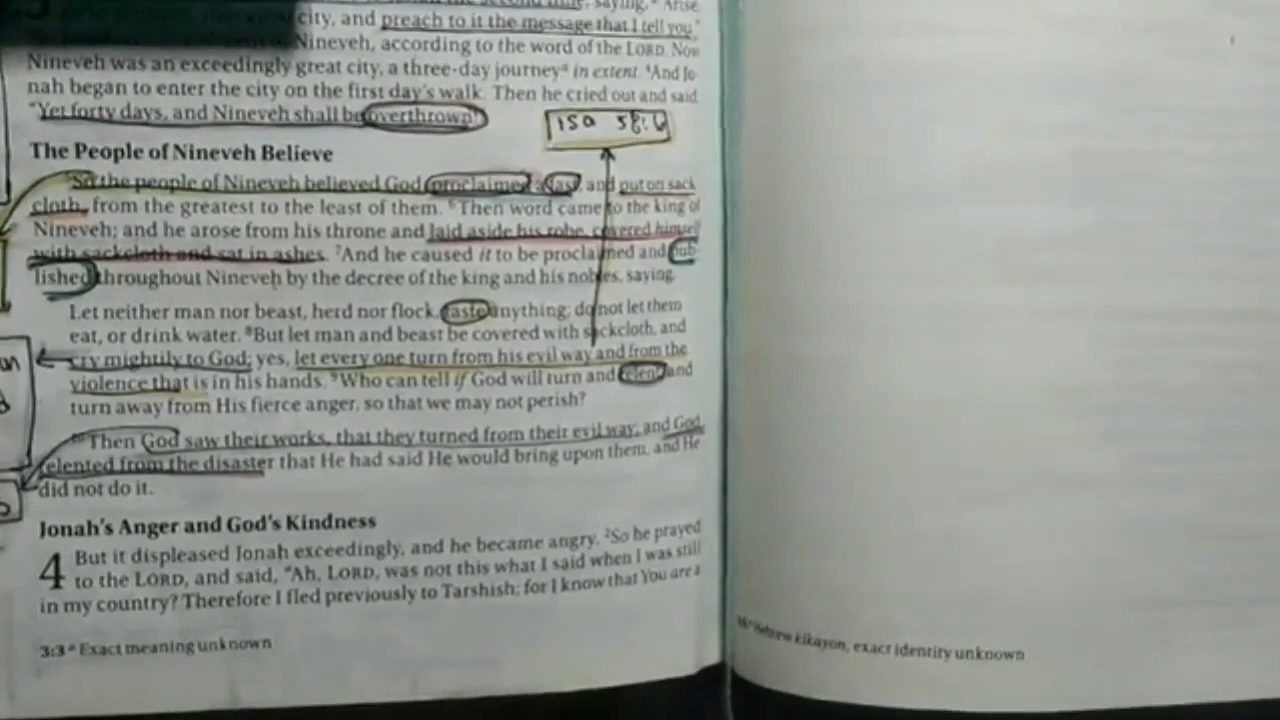 saying, "Arise,
city, and preach to it the message that I tell you."
Nineveh, according to the word of the LORD. Now
Nineveh was an exceedingly great city, a three-day journeyᵃ in extent. ⁴And Jo
nah began to enter the city on the first day's walk. Then he cried out and said
"Yet forty days, and Nineveh shall be overthrown!"
Isa 58:6
The People of Nineveh Believe
⁵So the people of Nineveh believed God, proclaimed a fast, and put on sack
cloth, from the greatest to the least of them. ⁶Then word came to the king of
Nineveh; and he arose from his throne and laid aside his robe, covered himself
with sackcloth and sat in ashes. ⁷And he caused it to be proclaimed and pub
lished throughout Nineveh by the decree of the king and his nobles, saying,
Let neither man nor beast, herd nor flock, taste anything; do not let them
eat, or drink water. ⁸But let man and beast be covered with sackcloth, and
cry mightily to God; yes, let every one turn from his evil way and from the
violence that is in his hands. ⁹Who can tell if God will turn and relent, and
turn away from His fierce anger, so that we may not perish?
¹⁰Then God saw their works, that they turned from their evil way; and God
relented from the disaster that He had said He would bring upon them, and He
did not do it.
Jonah's Anger and God's Kindness
4 But it displeased Jonah exceedingly, and he became angry. ²So he prayed
to the LORD, and said, "Ah, LORD, was not this what I said when I was still
in my country? Therefore I fled previously to Tarshish; for I know that You are a
3:3 ᵃ Exact meaning unknown
Hebrew kikayon, exact identity unknown